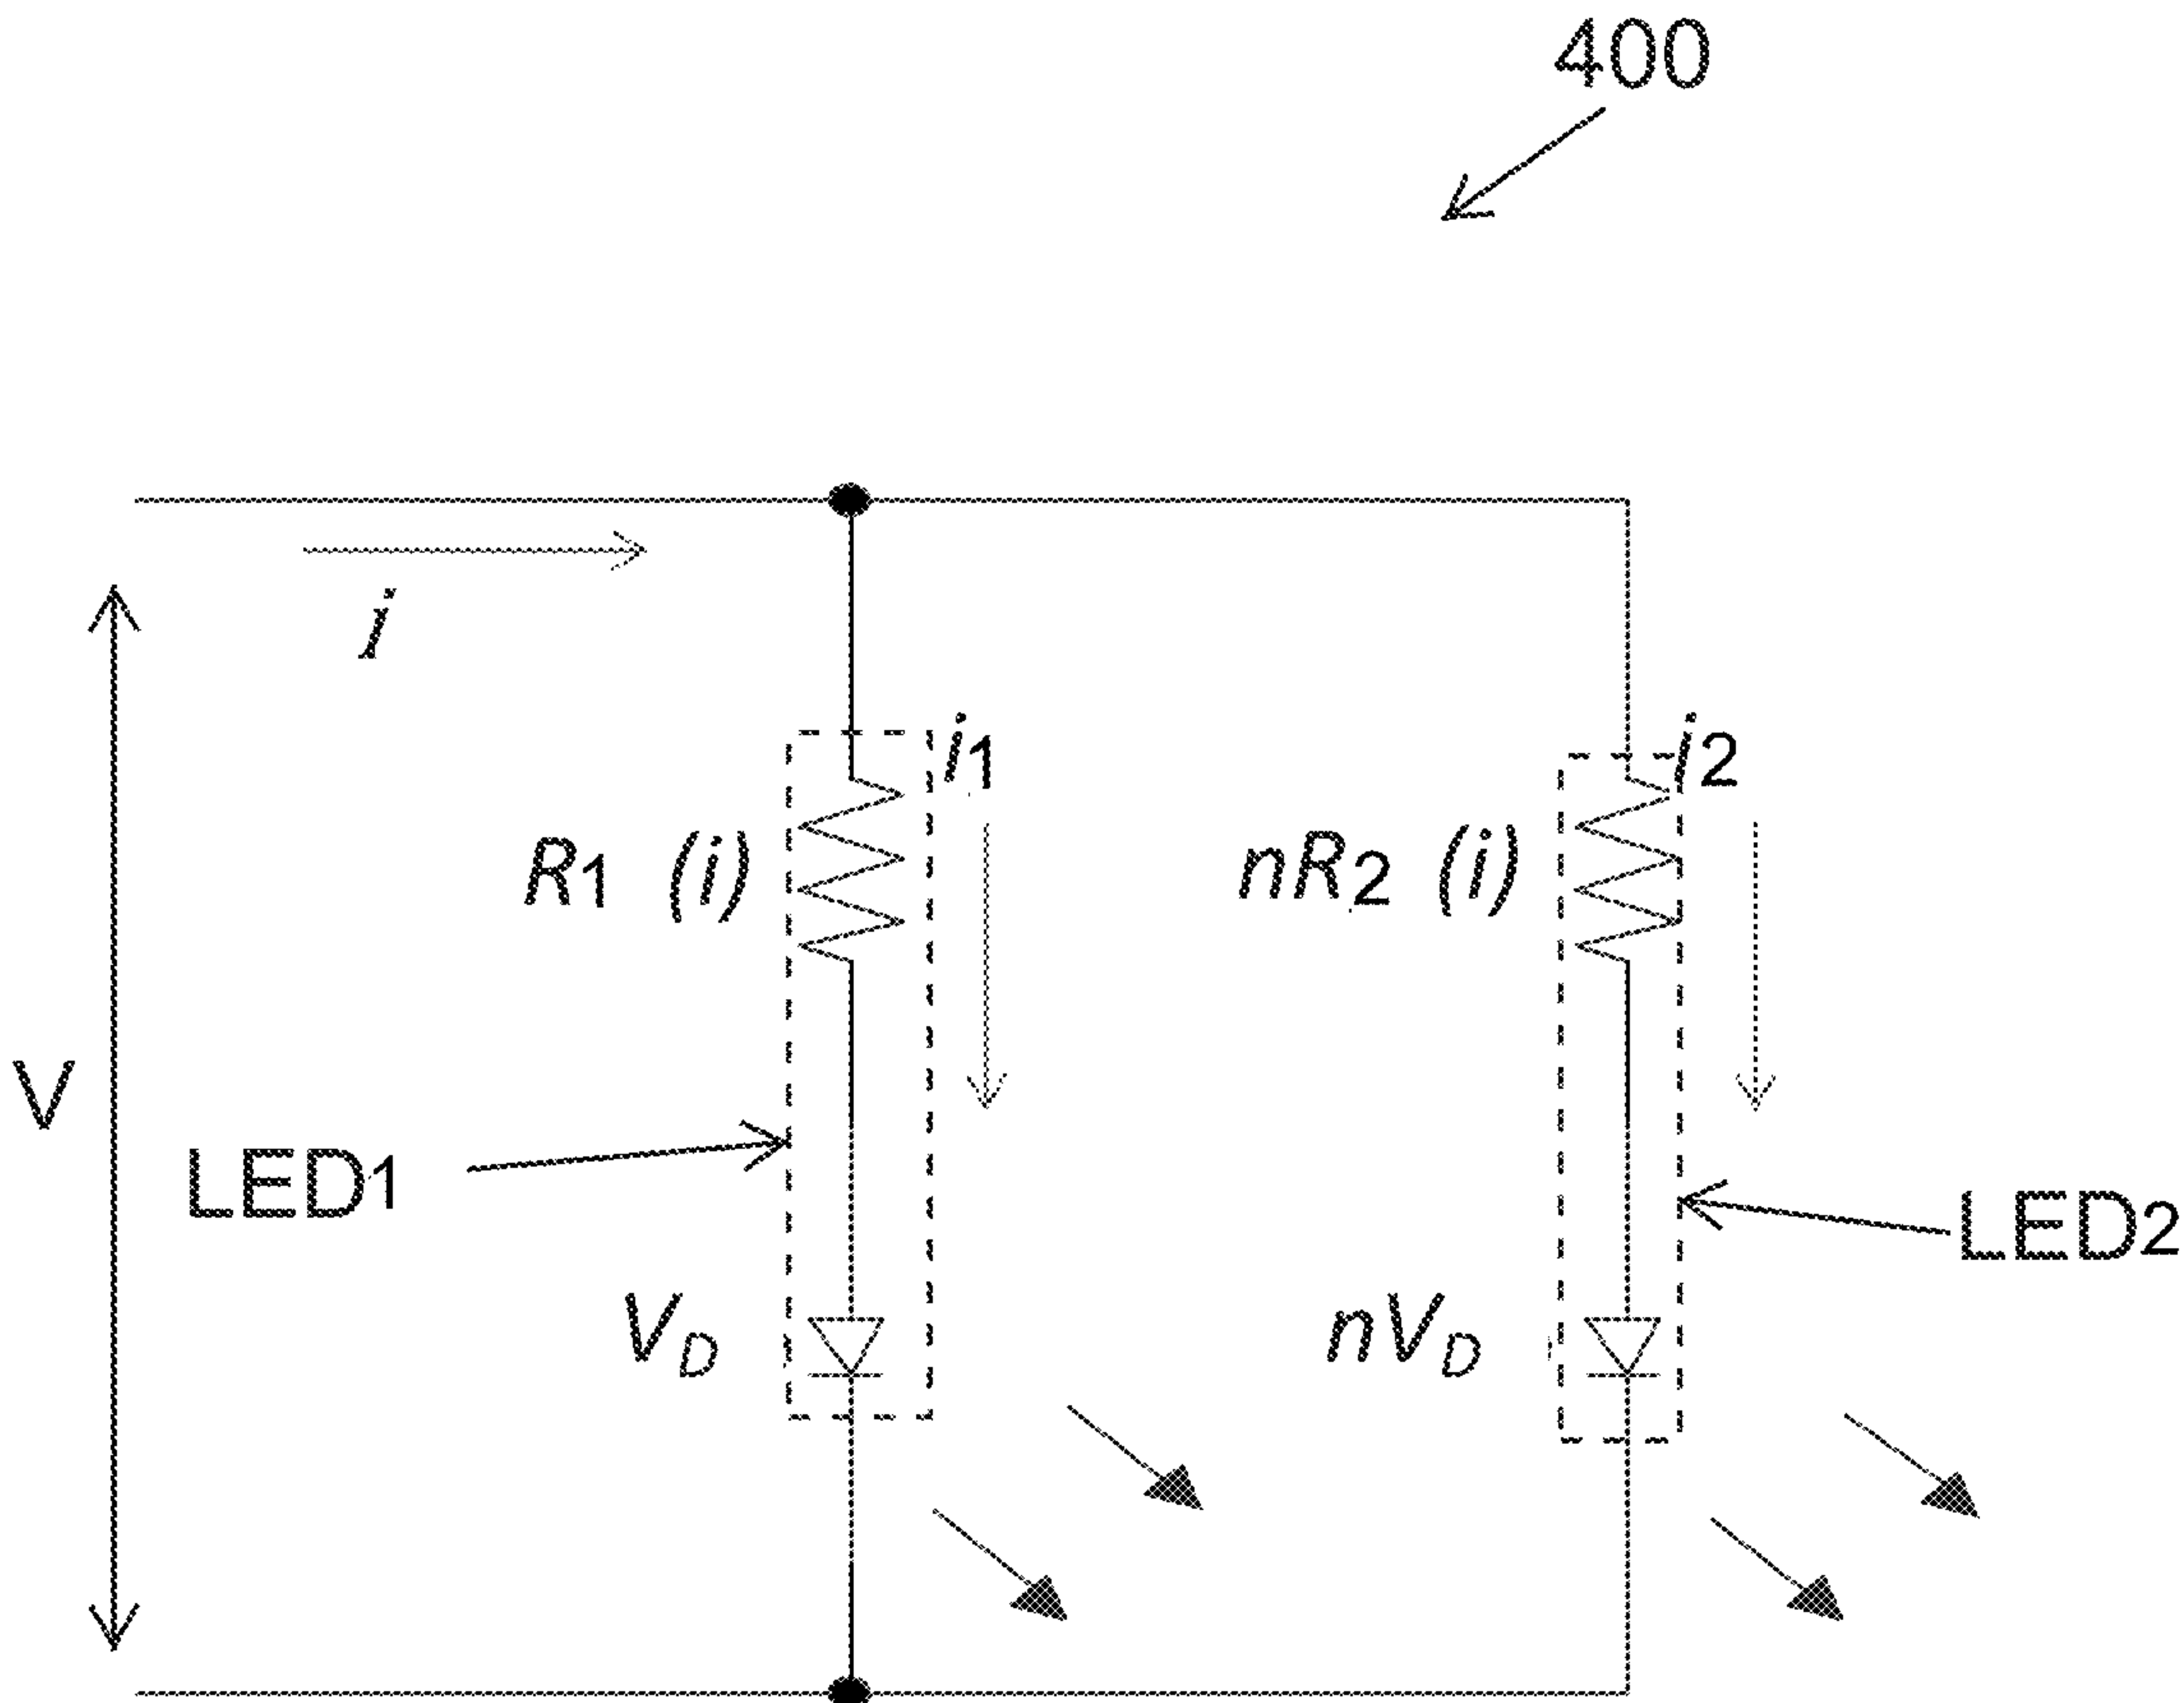 400
i
i1
i2
R1 (i)
nR2 (i)
V
LED1
LED2
VD
nVD